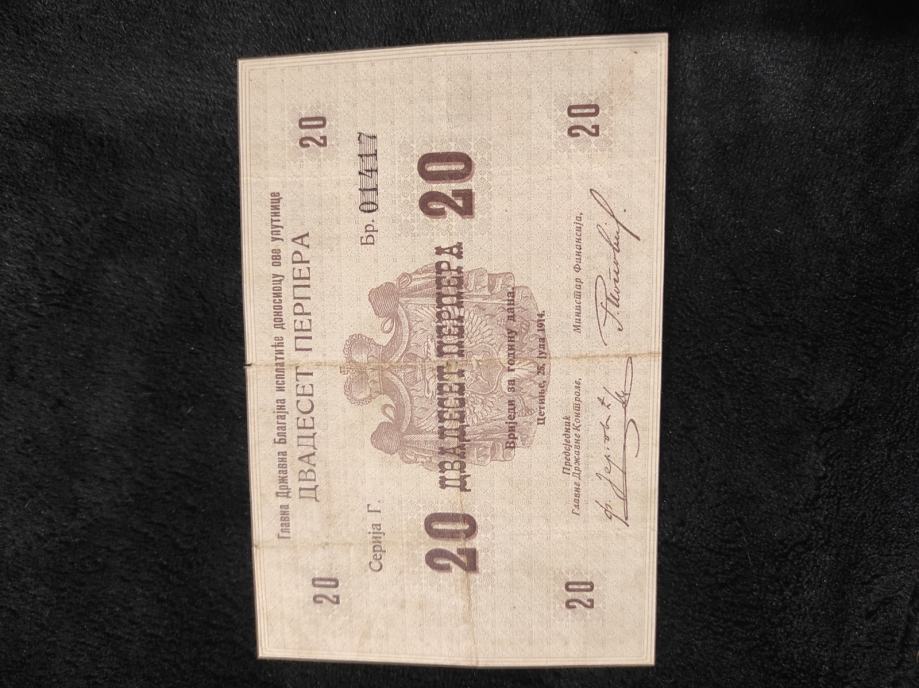 Главна Државна Благајна исплатиће доносиоцу ове упутнице
ДВАДЕСЕТ ПЕРПЕРА
20 20
Серија Г. Бр. 01417
20 ДВАДЕСЕТ ПЕРПЕРА 20
Вриједи за годину дана.
Цетиње, 25. јула 1914.
Предсједник
Главне Државне Контроле, Министар Финансија,
20 20